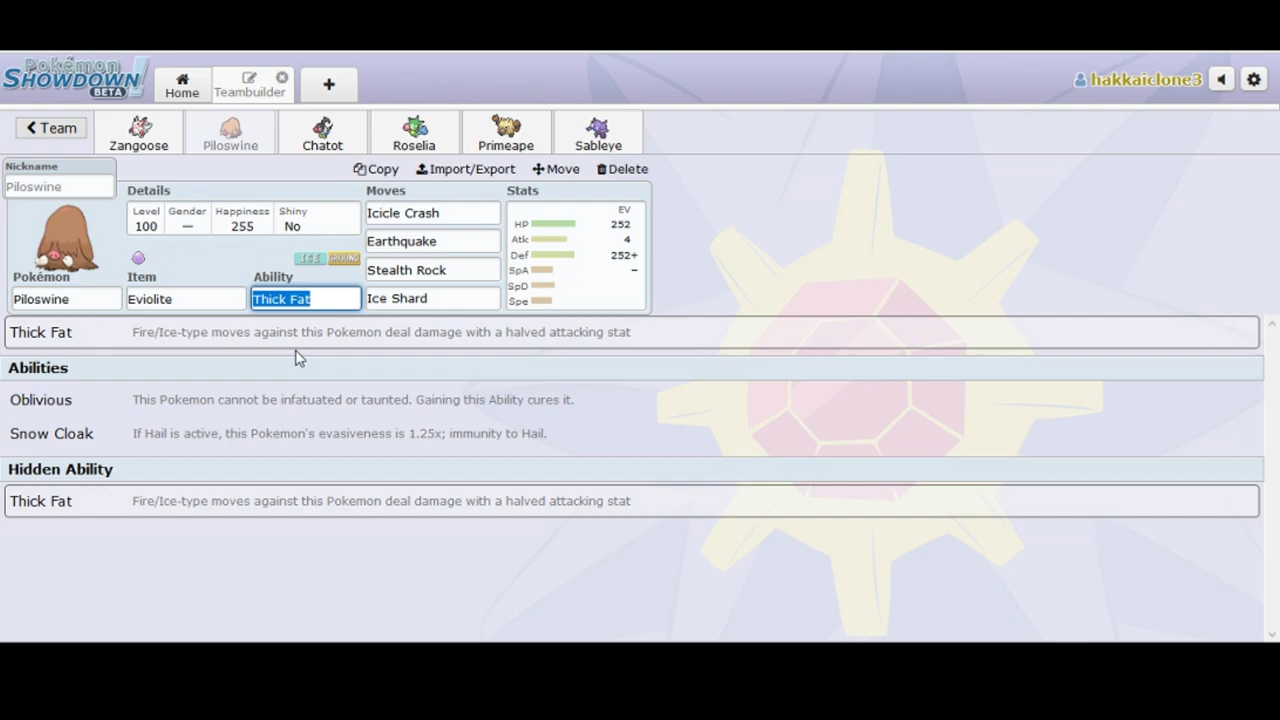 Pokémon
SHOWDOWN!
BETA
Home
Teambuilder
+
hakkaiclone3
Team
Zangoose
Piloswine
Chatot
Roselia
Primeape
Sableye
Nickname
Piloswine
Copy Import/Export Move Delete
Details
Moves
Stats
Level Gender Happiness Shiny
100 — 255 No
ICE GROUND
Pokémon
Item
Ability
Piloswine
Eviolite
Thick Fat
Icicle Crash
Earthquake
Stealth Rock
Ice Shard
EV
HP 252
Atk 4
Def 252+
SpA –
SpD
Spe
Thick Fat Fire/Ice-type moves against this Pokemon deal damage with a halved attacking stat
Abilities
Oblivious This Pokemon cannot be infatuated or taunted. Gaining this Ability cures it.
Snow Cloak If Hail is active, this Pokemon's evasiveness is 1.25x; immunity to Hail.
Hidden Ability
Thick Fat Fire/Ice-type moves against this Pokemon deal damage with a halved attacking stat